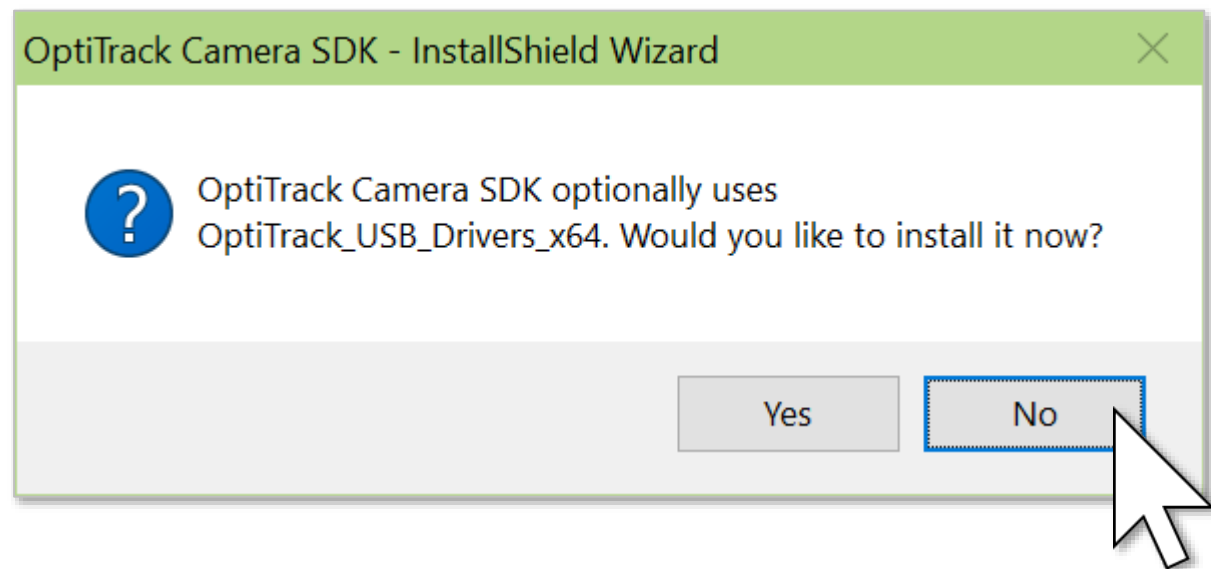 OptiTrack Camera SDK - InstallShield Wizard
OptiTrack Camera SDK optionally uses
OptiTrack_USB_Drivers_x64. Would you like to install it now?
Yes
No